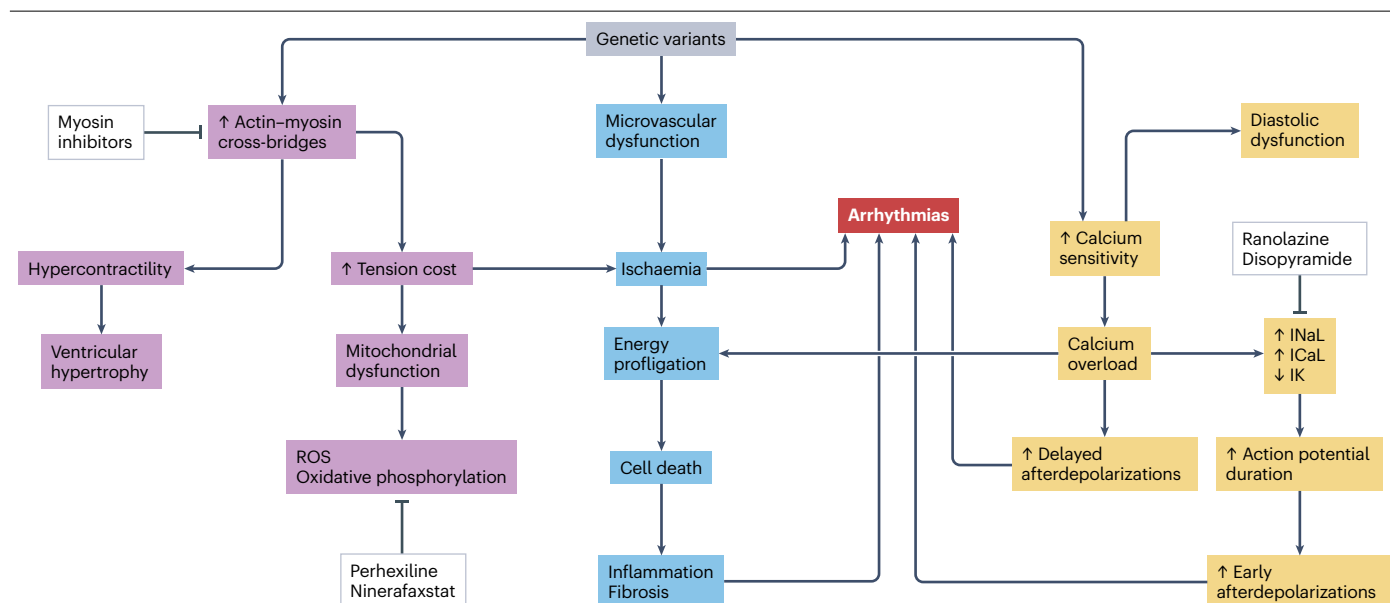 Genetic variants
Myosin
inhibitors
↑ Actin–myosin
cross-bridges
Microvascular
dysfunction
Diastolic
dysfunction
Arrhythmias
↑ Calcium
sensitivity
Ranolazine
Disopyramide
Hypercontractility
↑ Tension cost
Ischaemia
Ventricular
hypertrophy
Mitochondrial
dysfunction
Energy
profligation
Calcium
overload
↑ INaL
↑ ICaL
↓ IK
ROS
Oxidative phosphorylation
Cell death
↑ Delayed
afterdepolarizations
↑ Action potential
duration
Perhexiline
Ninerafaxstat
Inflammation
Fibrosis
↑ Early
afterdepolarizations